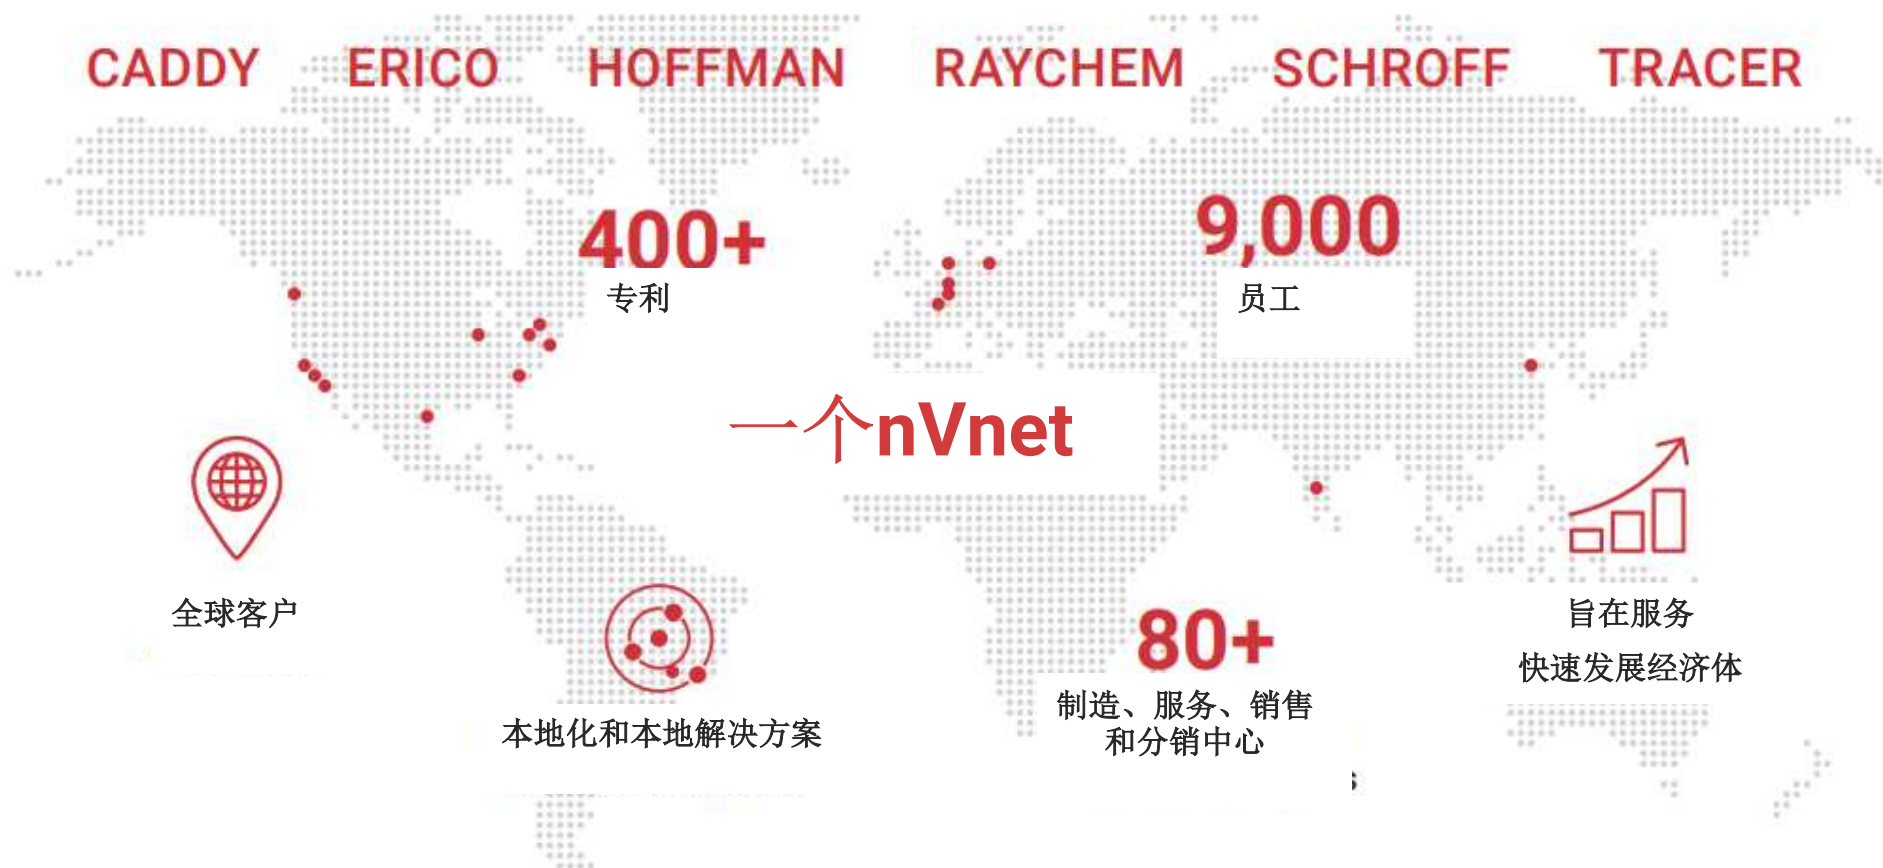 CADDY ERICO HOFFMAN RAYCHEM SCHROFF TRACER
400+
专利
9,000
员工
一个nVnet
全球客户
本地化和本地解决方案
80+
制造、服务、销售
和分销中心
旨在服务
快速发展经济体
s